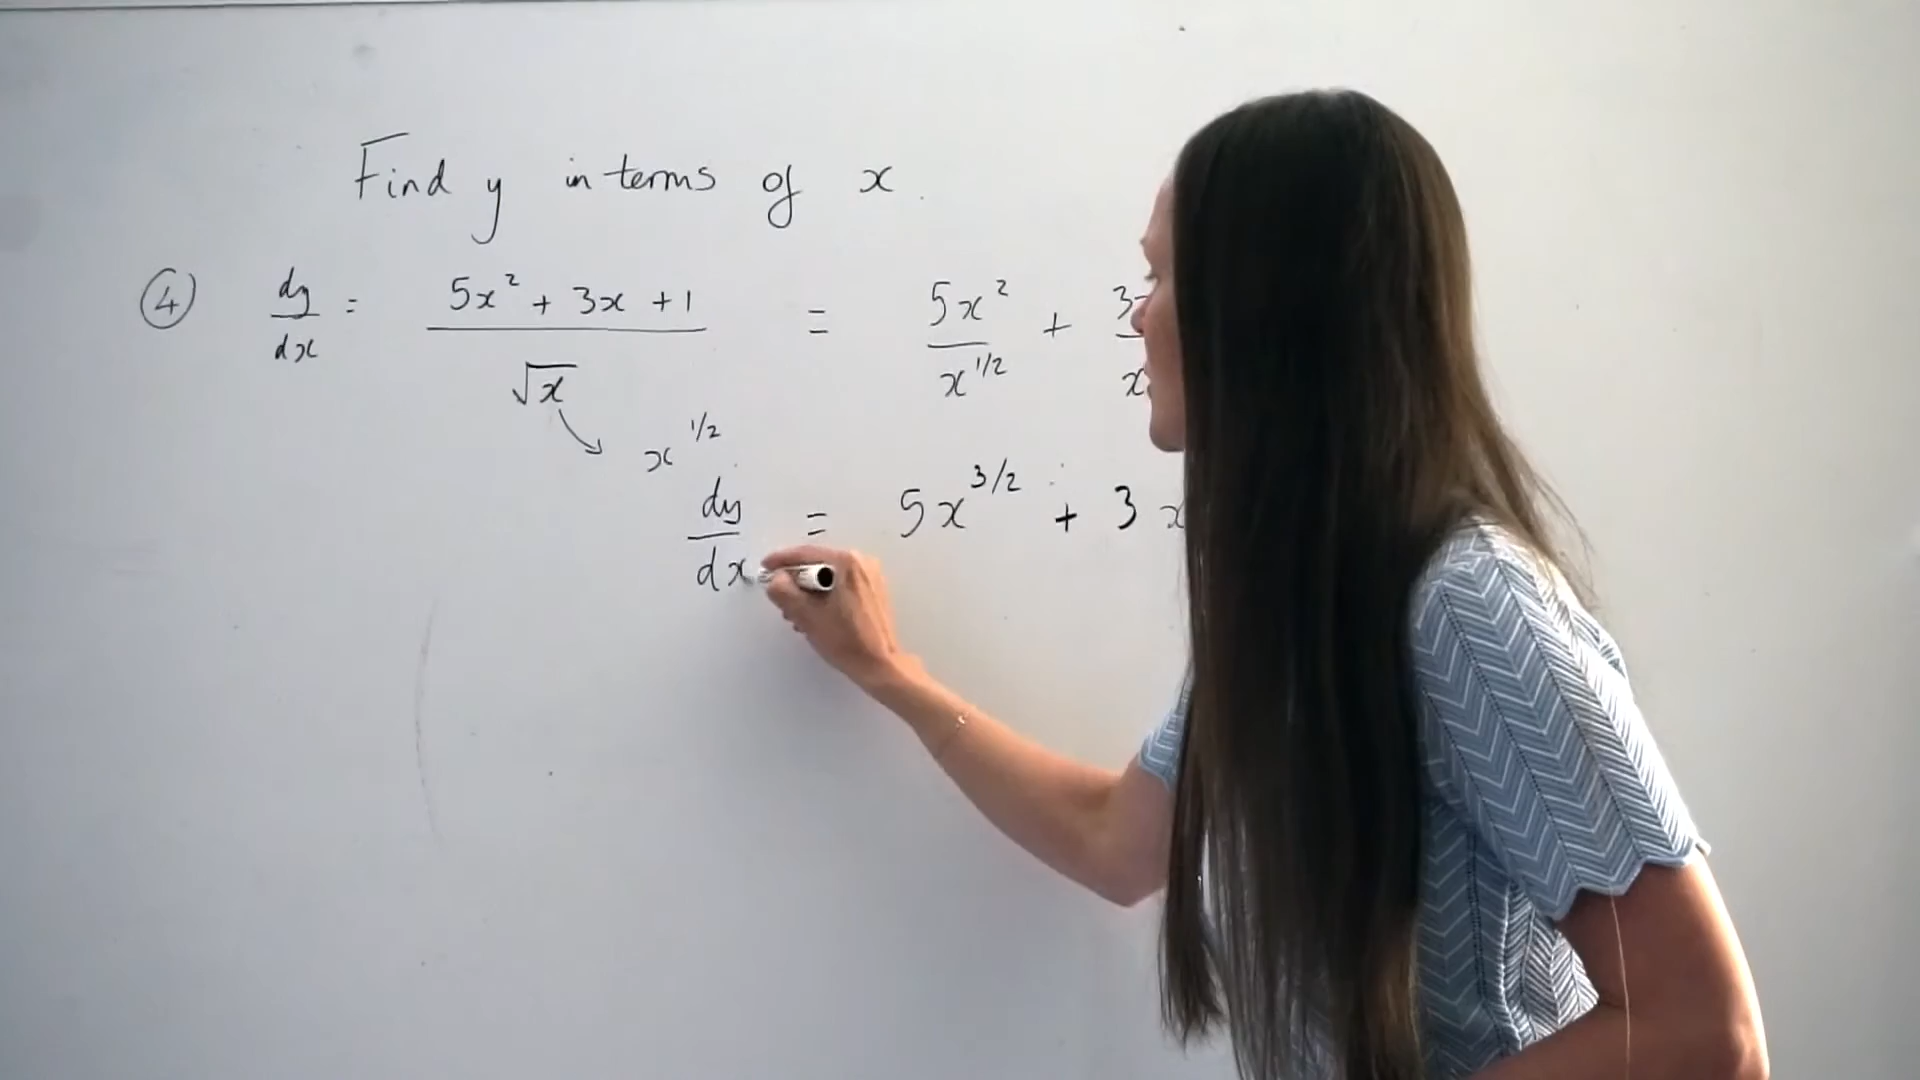 Find y in terms of x.
④ dy/dx = (5x² + 3x + 1)/√x = 5x²/x^1/2 + 3
x^1/2
dy/dx = 5x^3/2 + 3x